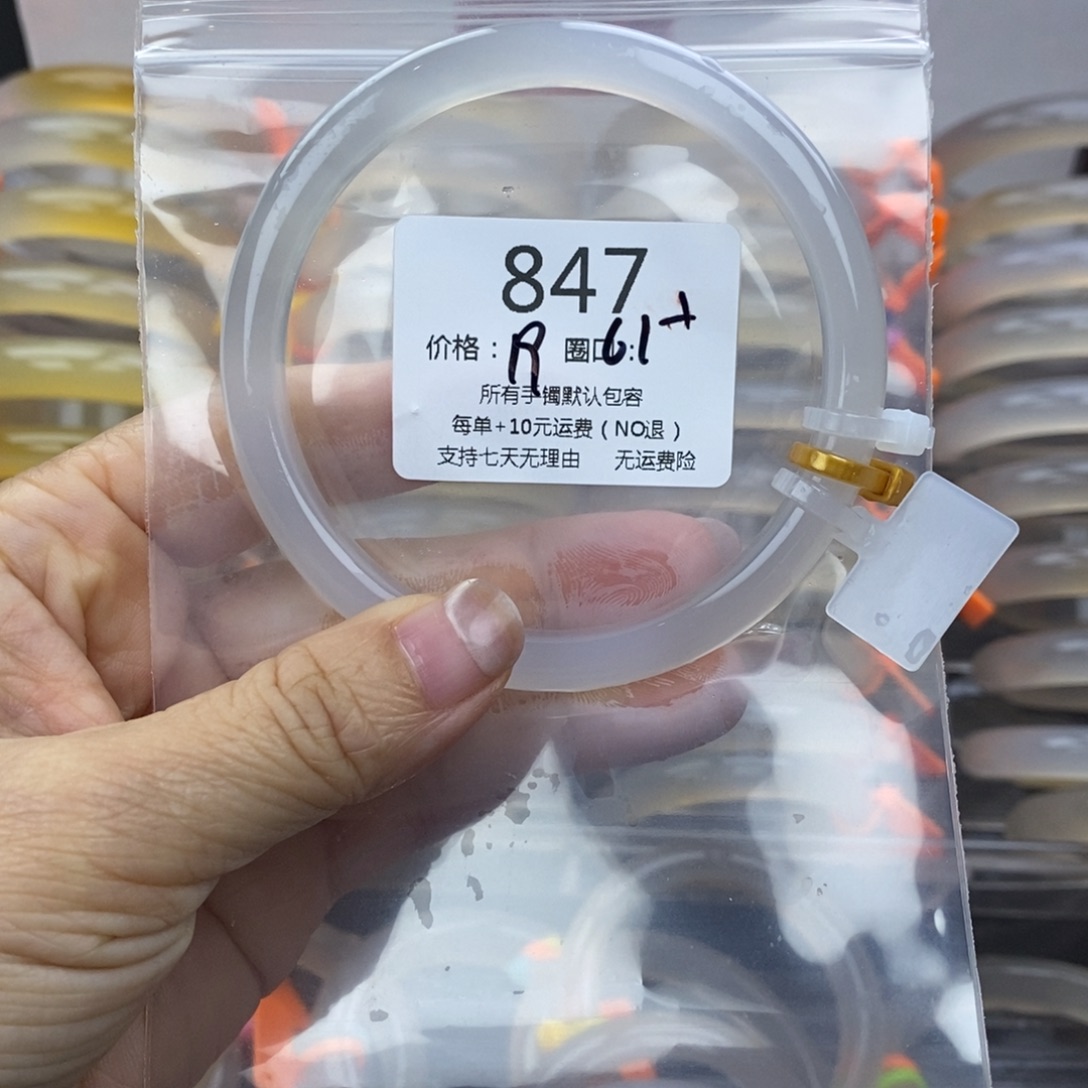 847
价格：R 圈口：61+
所有手镯默认包容
每单+10元运费（NO退）
支持七天无理由 无运费险